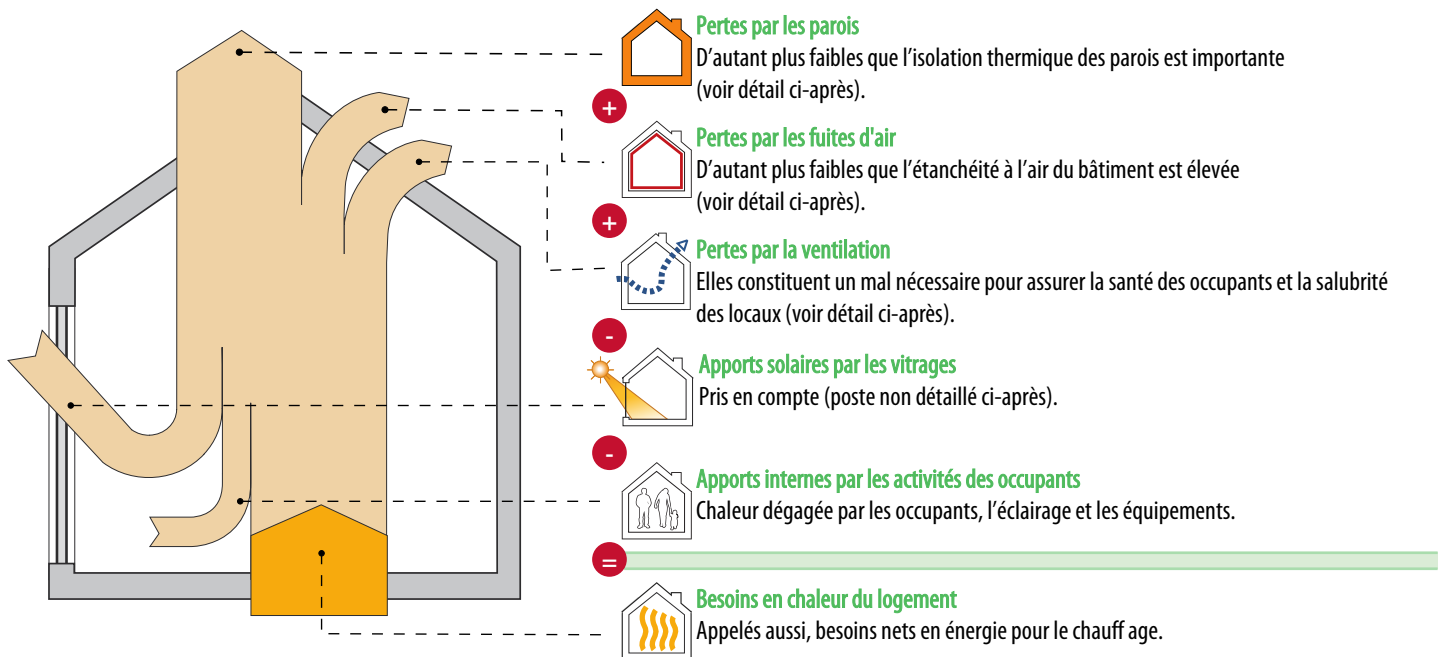 Pertes par les parois
D'autant plus faibles que l'isolation thermique des parois est importante
(voir détail ci-après).
+
Pertes par les fuites d'air
D'autant plus faibles que l'étanchéité à l'air du bâtiment est élevée
(voir détail ci-après).
+
Pertes par la ventilation
Elles constituent un mal nécessaire pour assurer la santé des occupants et la salubrité
des locaux (voir détail ci-après).
-
Apports solaires par les vitrages
Pris en compte (poste non détaillé ci-après).
-
Apports internes par les activités des occupants
Chaleur dégagée par les occupants, l'éclairage et les équipements.
=
Besoins en chaleur du logement
Appelés aussi, besoins nets en énergie pour le chauff age.